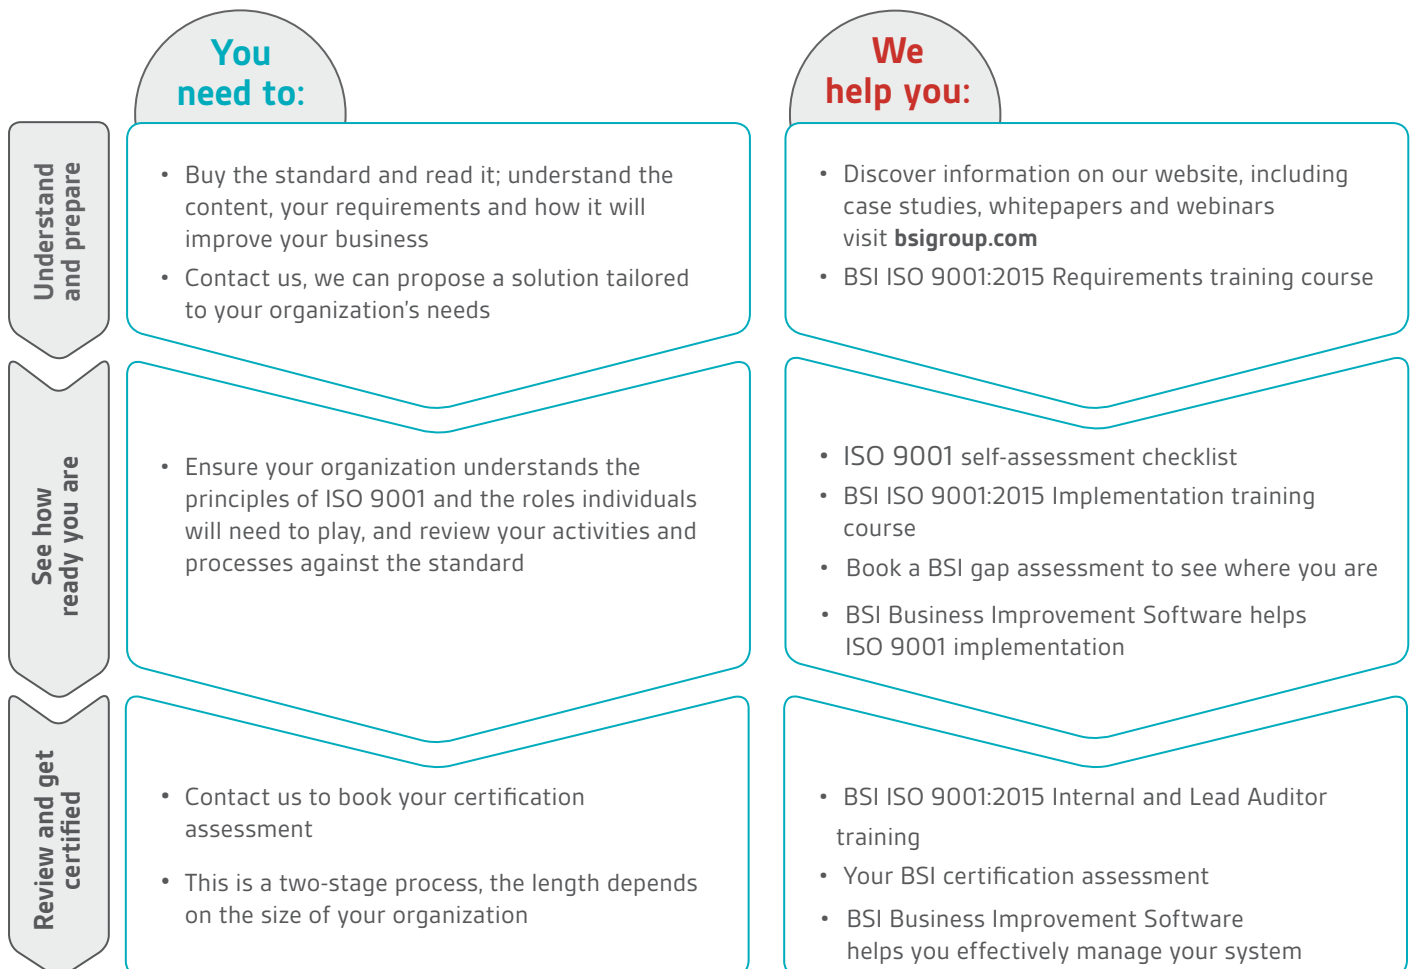 You
need to:
We
help you:
Understand
and prepare
• Buy the standard and read it; understand the
content, your requirements and how it will
improve your business
• Contact us, we can propose a solution tailored
to your organization's needs
• Discover information on our website, including
case studies, whitepapers and webinars
visit bsigroup.com
• BSI ISO 9001:2015 Requirements training course
See how
ready you are
• Ensure your organization understands the
principles of ISO 9001 and the roles individuals
will need to play, and review your activities and
processes against the standard
• ISO 9001 self-assessment checklist
• BSI ISO 9001:2015 Implementation training
course
• Book a BSI gap assessment to see where you are
• BSI Business Improvement Software helps
ISO 9001 implementation
Review and get
certified
• Contact us to book your certification
assessment
• This is a two-stage process, the length depends
on the size of your organization
• BSI ISO 9001:2015 Internal and Lead Auditor
training
• Your BSI certification assessment
• BSI Business Improvement Software
helps you effectively manage your system